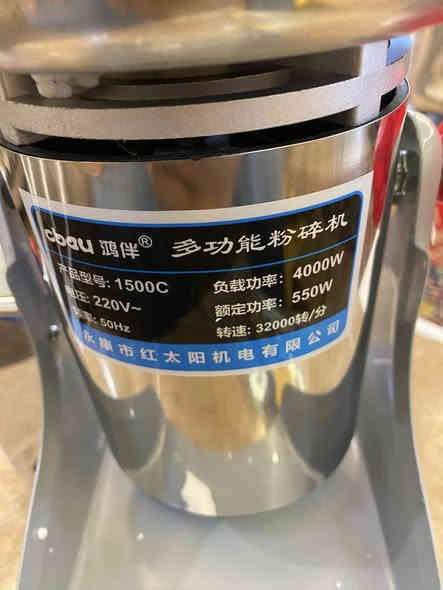 cbau 鸿伴® 多功能粉碎机
产品型号: 1500C 负载功率: 4000W
电压: 220V~ 额定功率: 550W
频率: 50Hz 转速: 32000转/分
永康市红太阳机电有限公司